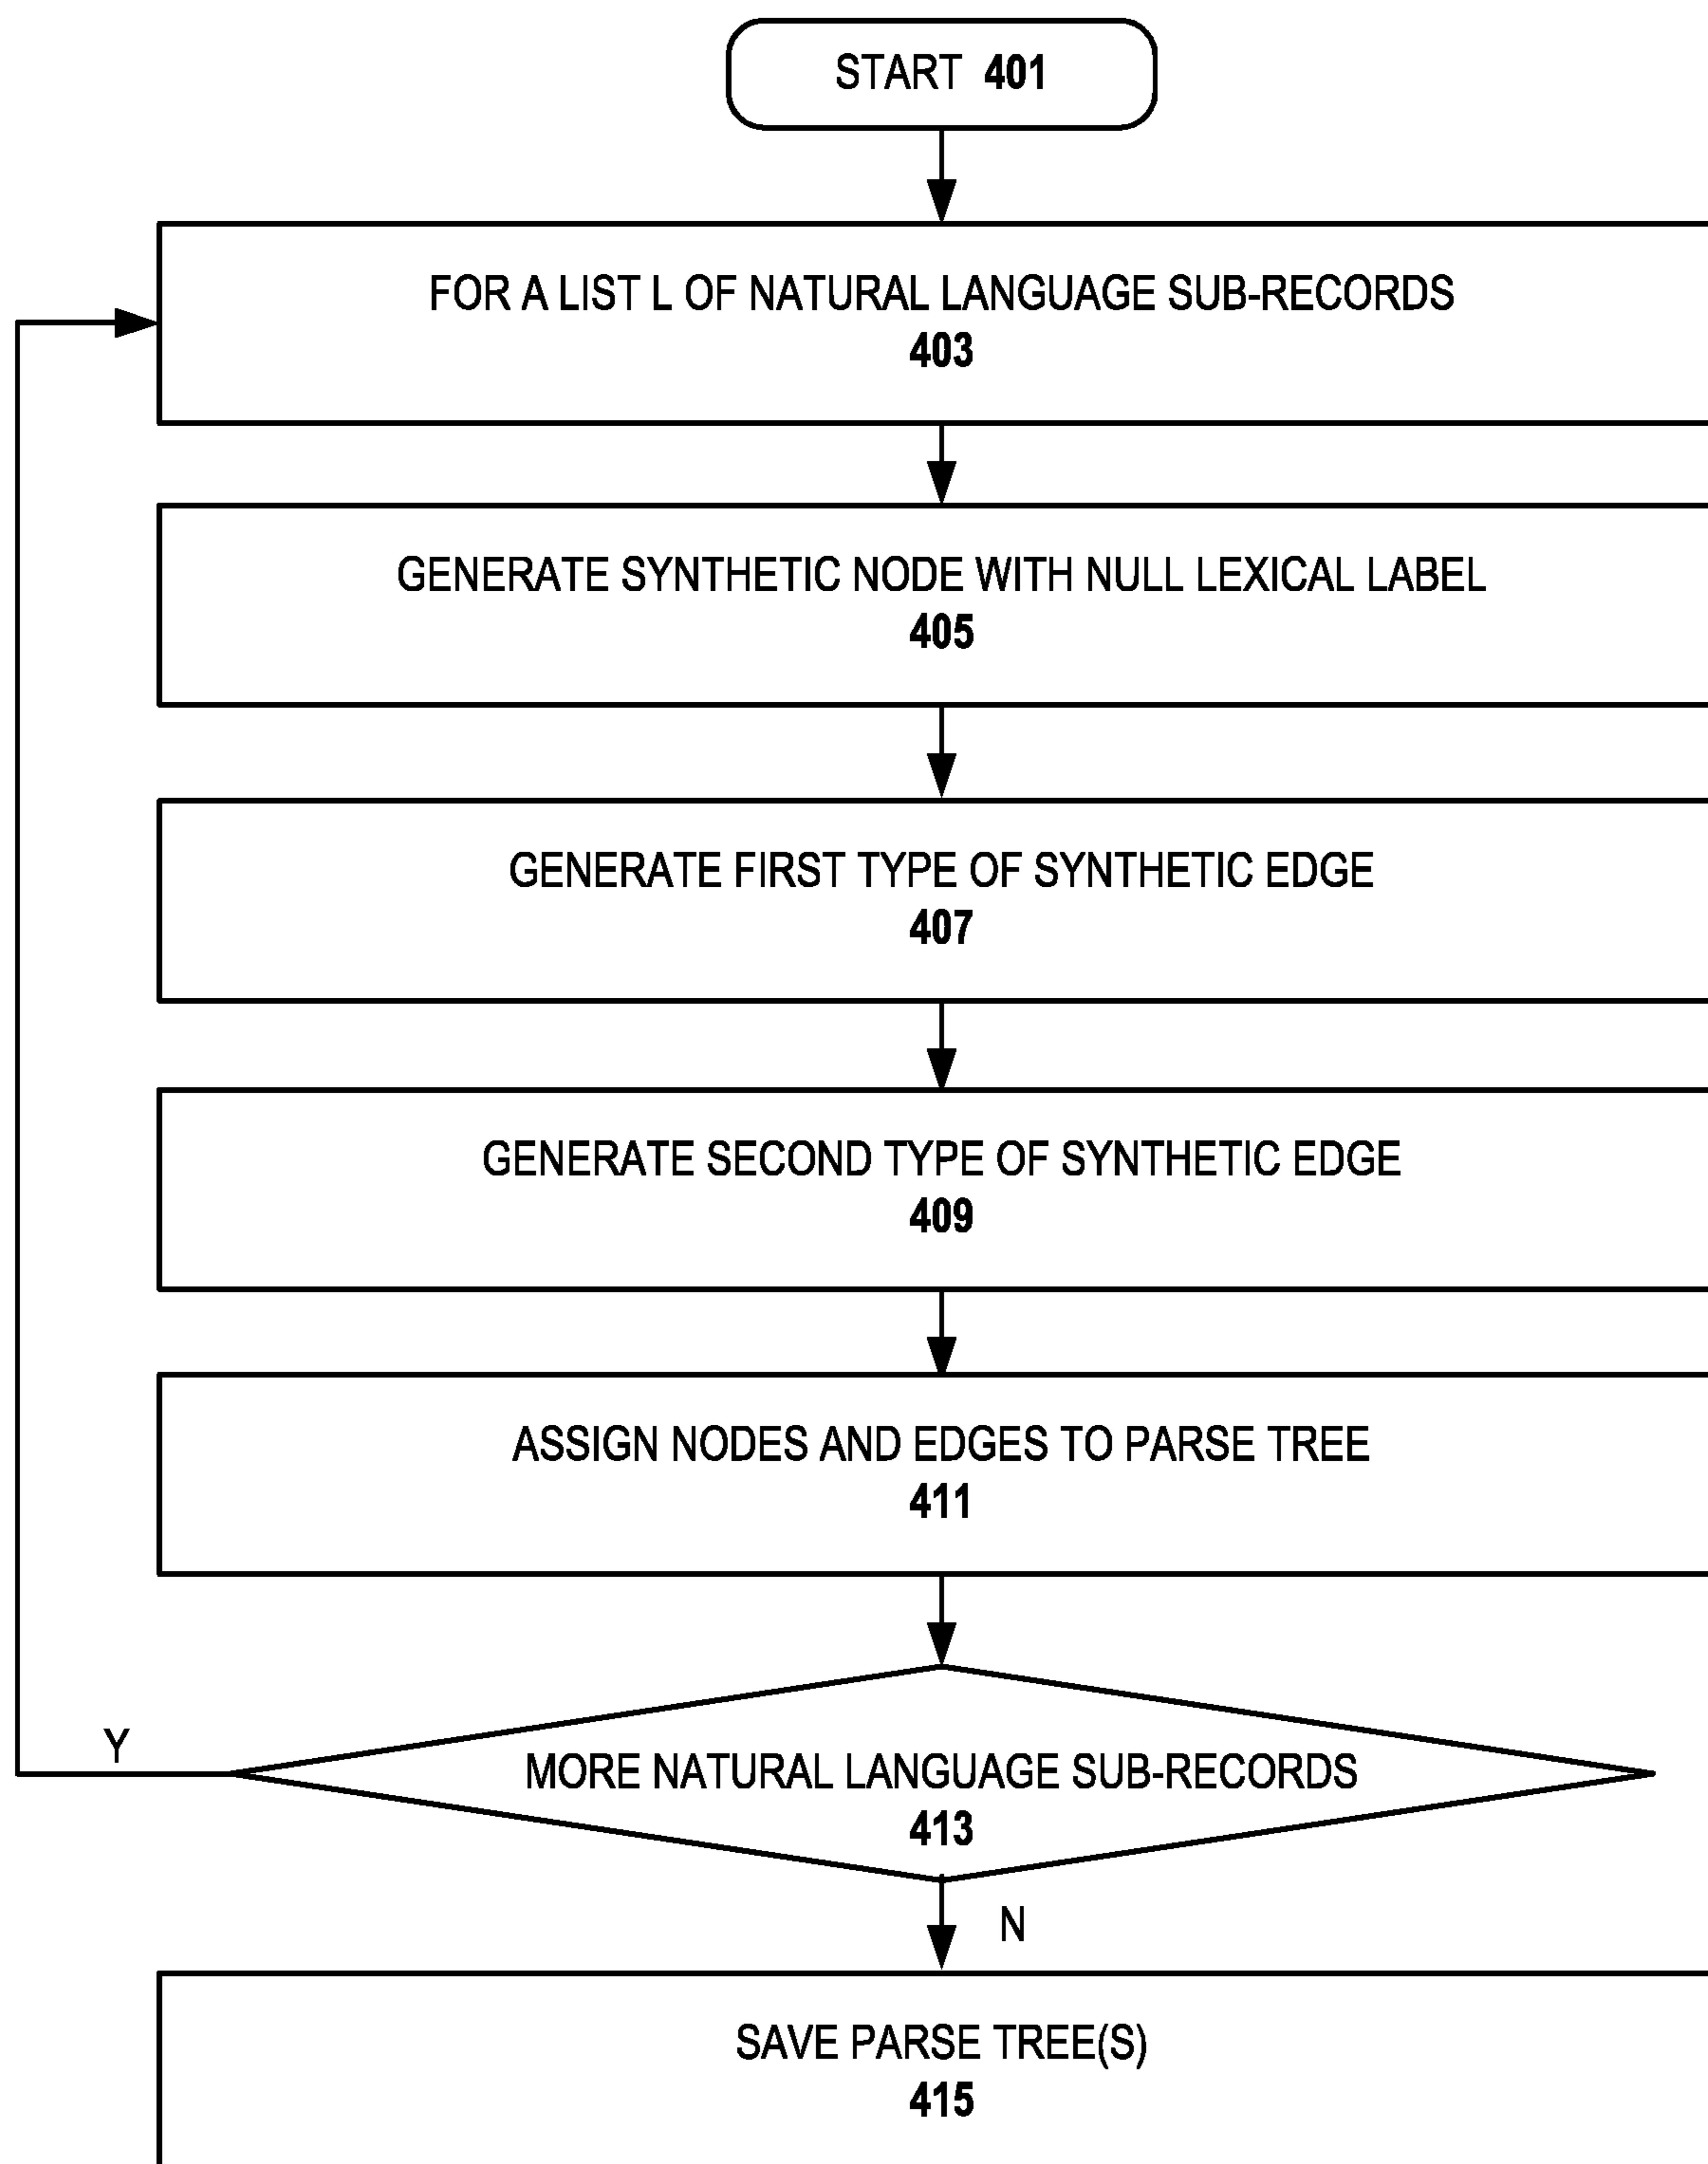 START 401
FOR A LIST L OF NATURAL LANGUAGE SUB-RECORDS
403
GENERATE SYNTHETIC NODE WITH NULL LEXICAL LABEL
405
GENERATE FIRST TYPE OF SYNTHETIC EDGE
407
GENERATE SECOND TYPE OF SYNTHETIC EDGE
409
ASSIGN NODES AND EDGES TO PARSE TREE
411
Y
MORE NATURAL LANGUAGE SUB-RECORDS
413
N
SAVE PARSE TREE(S)
415